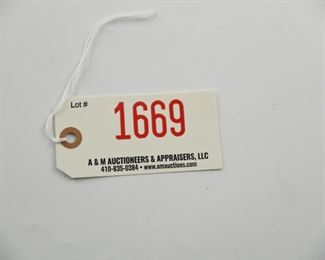 Lot #
1669
A & M AUCTIONEERS & APPRAISERS, LLC
410-835-0384 • www.amauctions.com